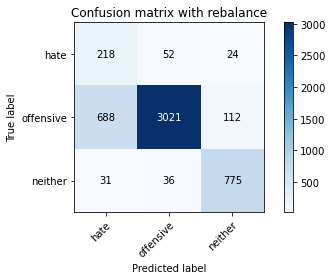 Confusion matrix with rebalance
True label
hate
218 52 24
offensive
688 3021 112
neither
31 36 775
hate
offensive
neither
Predicted label
3000
2500
2000
1500
1000
500